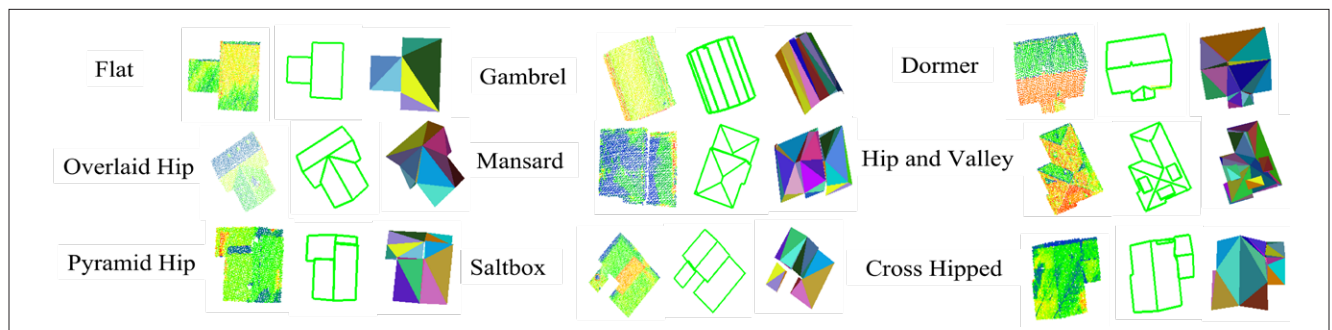 Flat
Gambrel
Dormer
Overlaid Hip
Mansard
Hip and Valley
Pyramid Hip
Saltbox
Cross Hipped